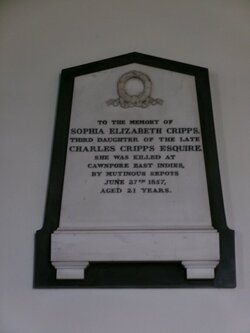 TO THE MEMORY OF
SOPHIA ELIZABETH CRIPPS.
THIRD DAUGHTER OF THE LATE
CHARLES CRIPPS ESQUIRE.
SHE WAS KILLED AT
CAWNPORE EAST INDIES,
BY MUTINOUS SEPOYS
JUNE 27TH 1857,
AGED 21 YEARS.